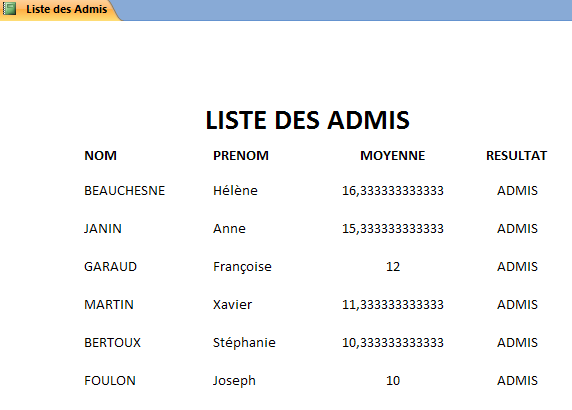 Liste des Admis
LISTE DES ADMIS
NOM PRENOM MOYENNE RESULTAT
BEAUCHESNE Hélène 16,333333333333 ADMIS
JANIN Anne 15,333333333333 ADMIS
GARAUD Françoise 12 ADMIS
MARTIN Xavier 11,333333333333 ADMIS
BERTOUX Stéphanie 10,333333333333 ADMIS
FOULON Joseph 10 ADMIS